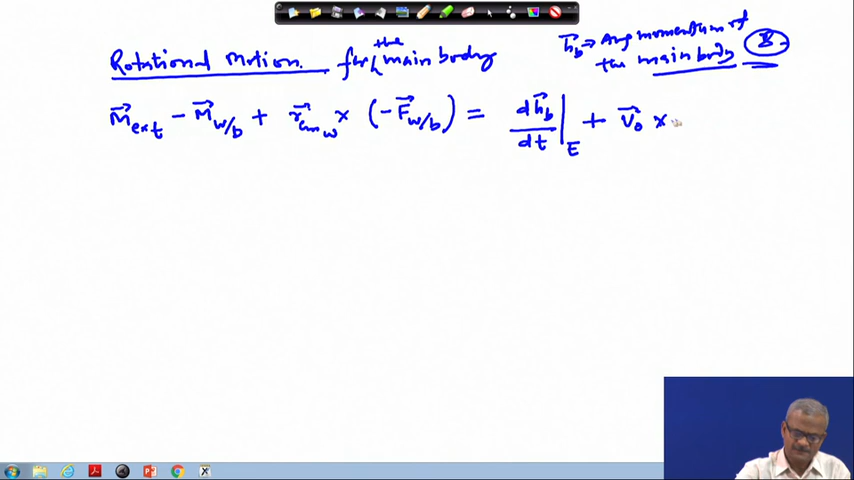 Rotational Motion for the main body
h⃗_b → Ang momentum of the main body (B)
M⃗_ext - M⃗_w/b + r⃗_cm_w × (-F⃗_w/b) = dh⃗_b/dt |_E + v⃗_o ×